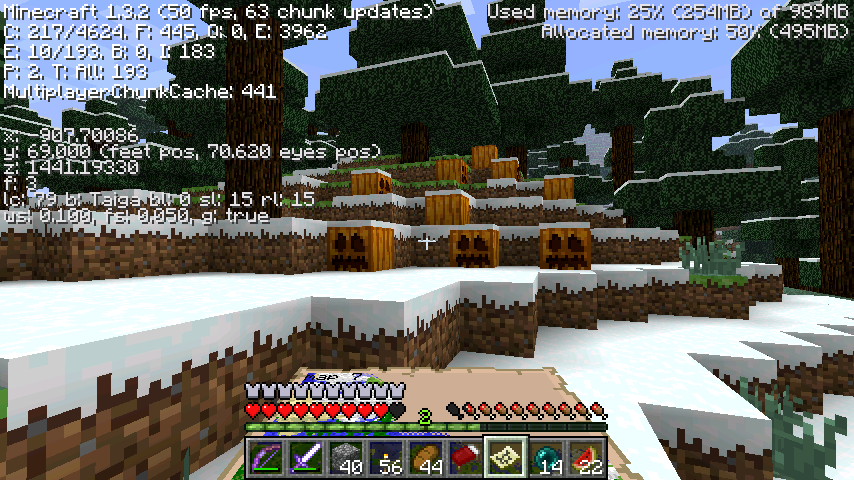 Minecraft 1.3.2 (50 fps, 63 chunk updates)
Used memory: 25% (254MB) of 989MB
C: 217/4624, F: 445, O: 0, E: 3962
Allocated memory: 50% (495MB)
E: 10/193, B: 0, I: 183
P: 2, T: All: 193
MultiplayerChunkCache: 441
x: -907.70086
y: 69.000 (feet pos, 70.620 eyes pos)
z: 1441.19330
f: 3
lc: 79 b: Taiga bl: 0 sl: 15 rl: 15
ws: 0.100, fs: 0.050, g: true
8
40 56 44 14 22